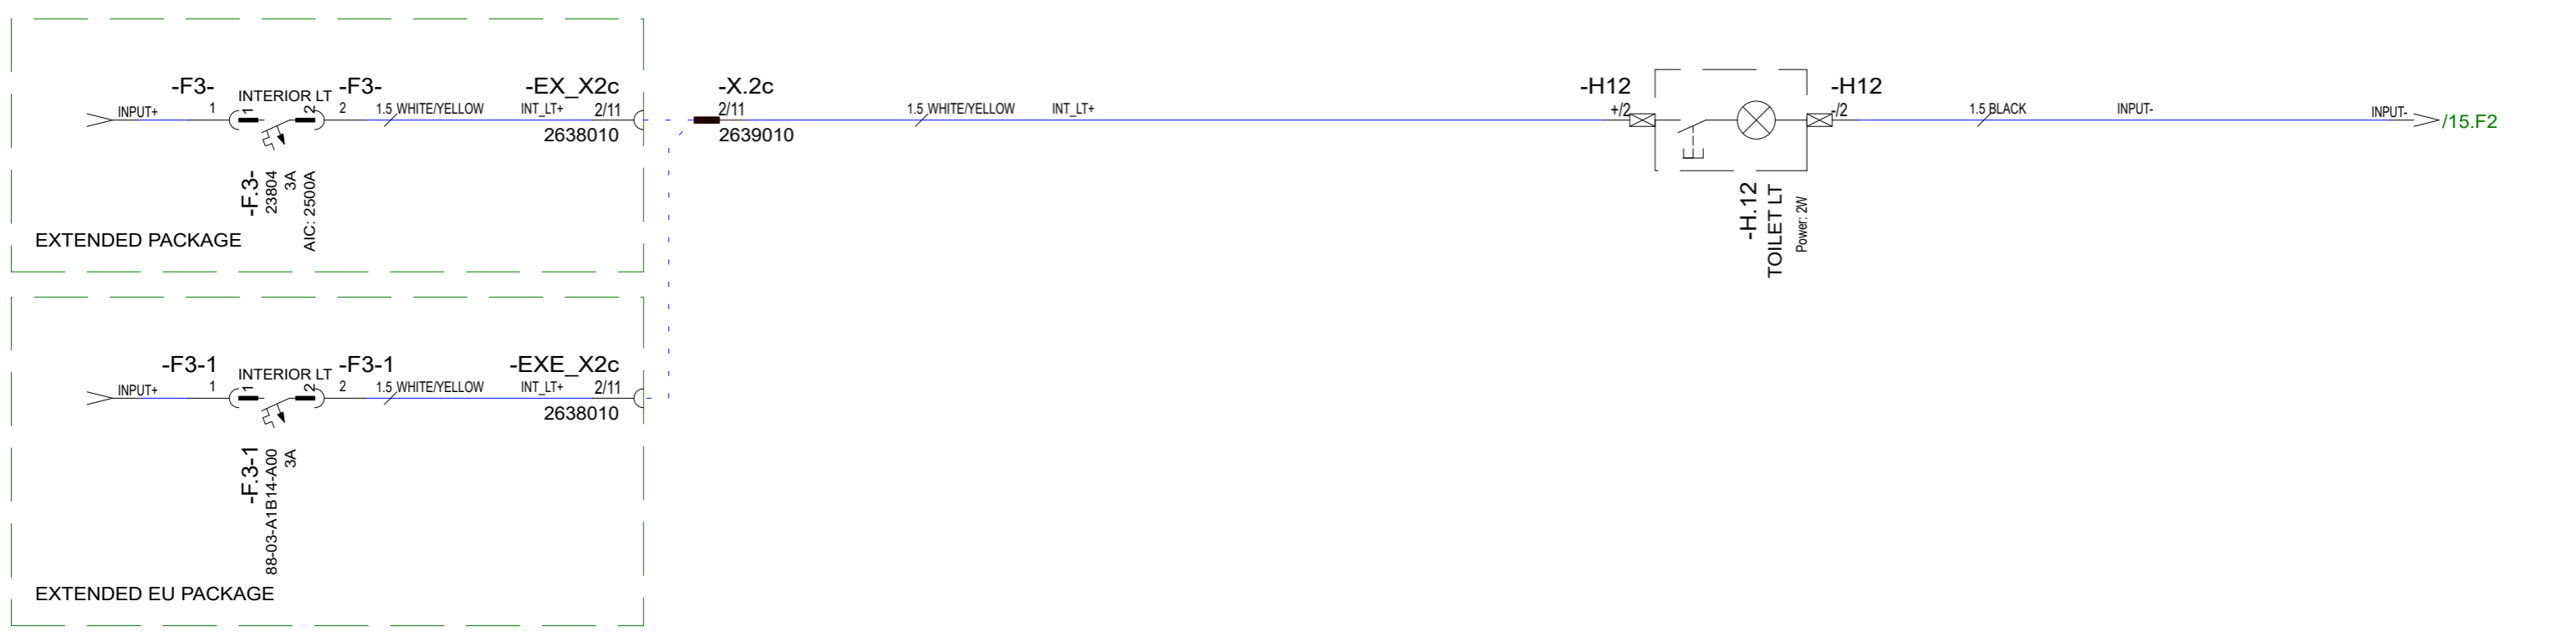 -F3-
INTERIOR LT
-F3-
-EX_X2c
-X.2c
-H12
-H12
INPUT+
1
1
2
2
1.5 WHITE/YELLOW
INT_LT+
2/11
2/11
1.5 WHITE/YELLOW
INT_LT+
+/2
-/2
1.5 BLACK
INPUT-
INPUT-
/15.F2
2638010
2639010
-F.3-
23804
3A
AIC: 2500A
-H.12
TOILET LT
Power: 2W
EXTENDED PACKAGE
-F3-1
INTERIOR LT
-F3-1
-EXE_X2c
INPUT+
1
1
2
2
1.5 WHITE/YELLOW
INT_LT+
2/11
2638010
-F.3-1
88-03-A1B14-A00
3A
EXTENDED EU PACKAGE